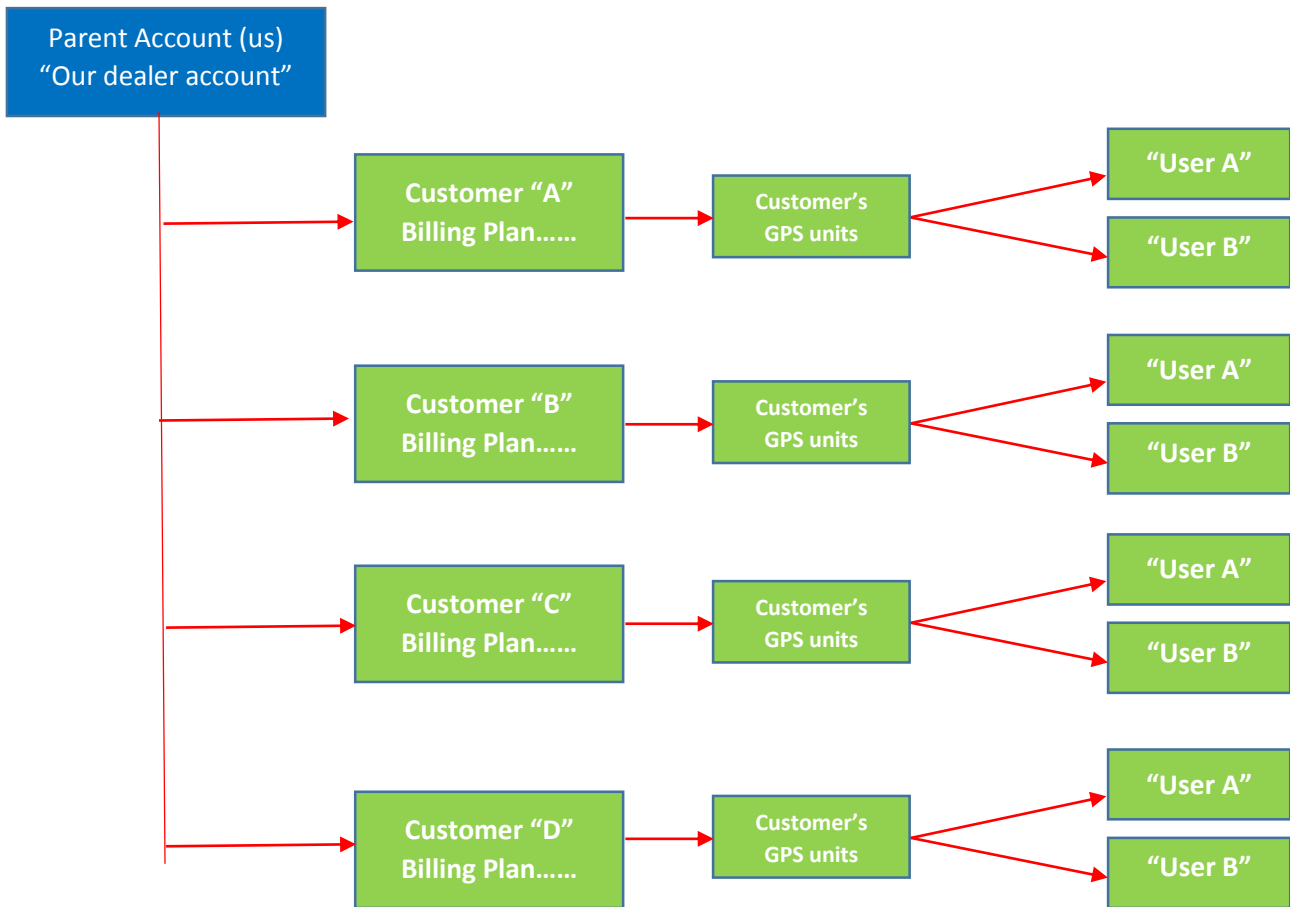 Parent Account (us)
“Our dealer account”
Customer “A”
Billing Plan……
Customer’s
GPS units
“User A”
“User B”
Customer “B”
Billing Plan……
Customer’s
GPS units
“User A”
“User B”
Customer “C”
Billing Plan……
Customer’s
GPS units
“User A”
“User B”
Customer “D”
Billing Plan……
Customer’s
GPS units
“User A”
“User B”